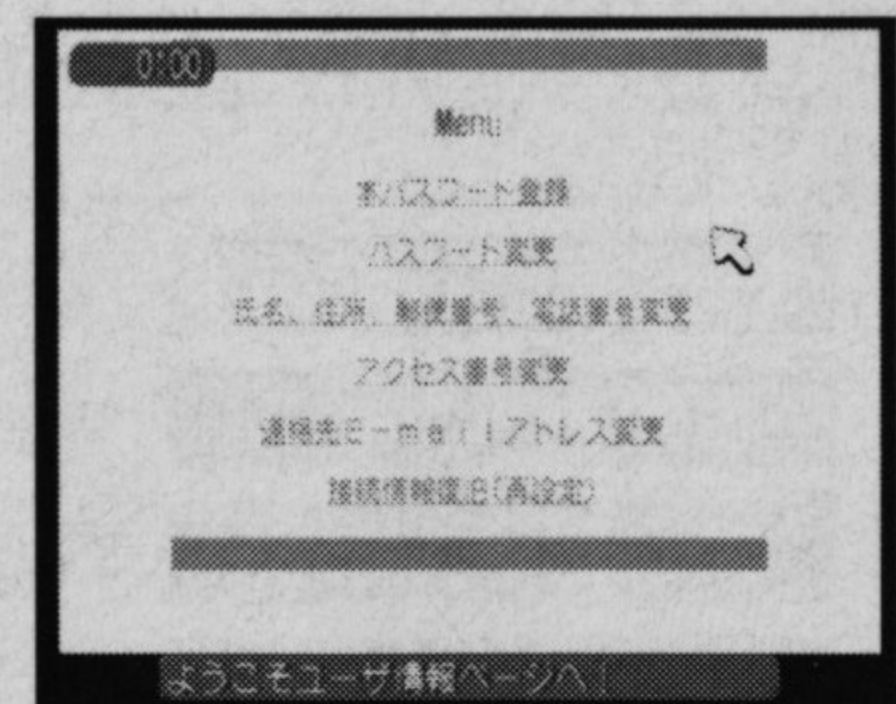 0:00
Menu
本パスワード登録
パスワード変更
氏名、住所、郵便番号、電話番号変更
アクセス番号変更
連絡先E-mailアドレス変更
接続情報復旧(再設定)
ようこそユーザ情報ページへ!